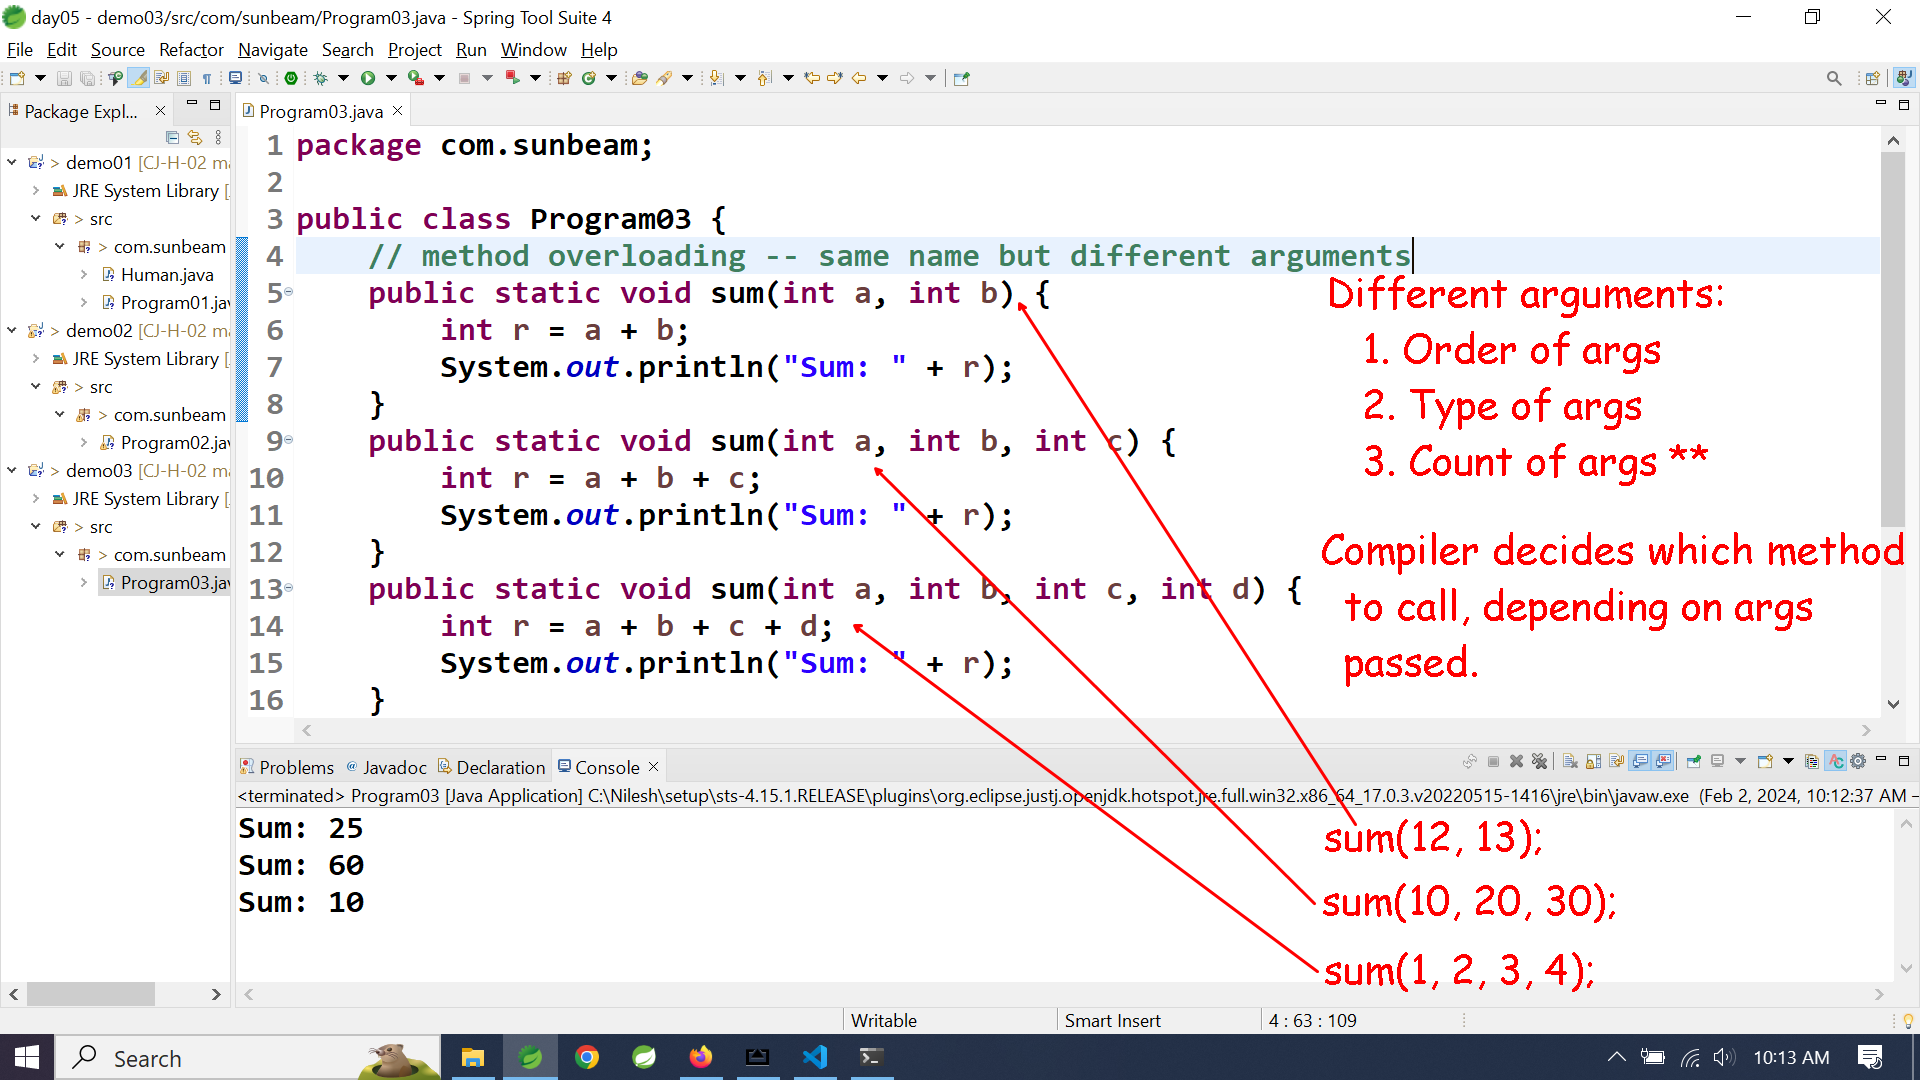 day05 - demo03/src/com/sunbeam/Program03.java - Spring Tool Suite 4
File Edit Source Refactor Navigate Search Project Run Window Help
Package Expl...
demo01 [CJ-H-02 ma
JRE System Library [
> src
> com.sunbeam
Human.java
Program01.jav
> demo02 [CJ-H-02 ma
JRE System Library [
> src
> com.sunbeam
Program02.jav
> demo03 [CJ-H-02 ma
JRE System Library [
> src
> com.sunbeam
Program03.jav
Program03.java
1 package com.sunbeam;
2
3 public class Program03 {
4 // method overloading -- same name but different arguments
5 public static void sum(int a, int b) {
6 int r = a + b;
7 System.out.println("Sum: " + r);
8 }
9 public static void sum(int a, int b, int c) {
10 int r = a + b + c;
11 System.out.println("Sum: " + r);
12 }
13 public static void sum(int a, int b, int c, int d) {
14 int r = a + b + c + d;
15 System.out.println("Sum: " + r);
16 }
Different arguments:
1. Order of args
2. Type of args
3. Count of args **
Compiler decides which method
to call, depending on args
passed.
Problems @ Javadoc Declaration Console
<terminated> Program03 [Java Application] C:\Nilesh\setup\sts-4.15.1.RELEASE\plugins\org.eclipse.justj.openjdk.hotspot.jre.full.win32.x86_64_17.0.3.v20220515-1416\jre\bin\javaw.exe (Feb 2, 2024, 10:12:37 AM –
Sum: 25
Sum: 60
Sum: 10
sum(12, 13);
sum(10, 20, 30);
sum(1, 2, 3, 4);
Writable Smart Insert 4 : 63 : 109
Search
10:13 AM